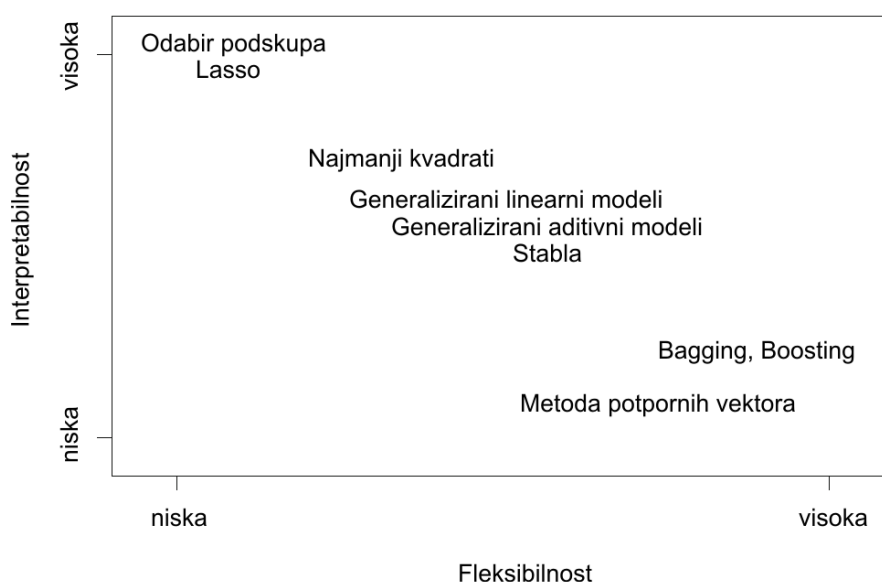 visoka
Odabir podskupa
Lasso
Najmanji kvadrati
Generalizirani linearni modeli
Generalizirani aditivni modeli
Stabla
Interpretabilnost
Bagging, Boosting
Metoda potpornih vektora
niska
niska
visoka
Fleksibilnost